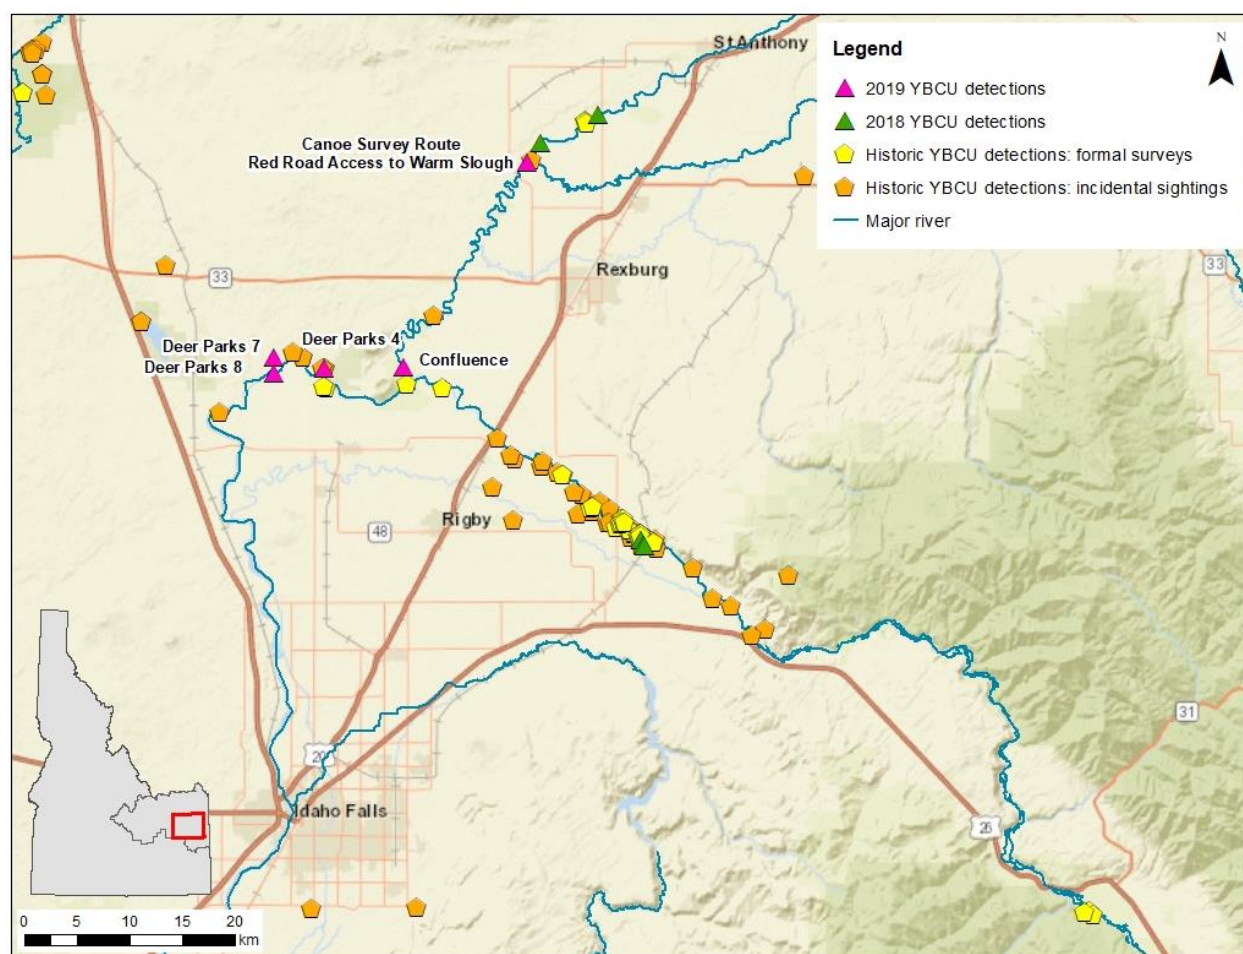 St Anthony
Legend
N
2019 YBCU detections
2018 YBCU detections
Historic YBCU detections: formal surveys
Historic YBCU detections: incidental sightings
Major river
Canoe Survey Route
Red Road Access to Warm Slough
33
Rexburg
33
Deer Parks 7
Deer Parks 4
Deer Parks 8
Confluence
Rigby
48
31
20
Idaho Falls
26
0 5 10 15 20
km